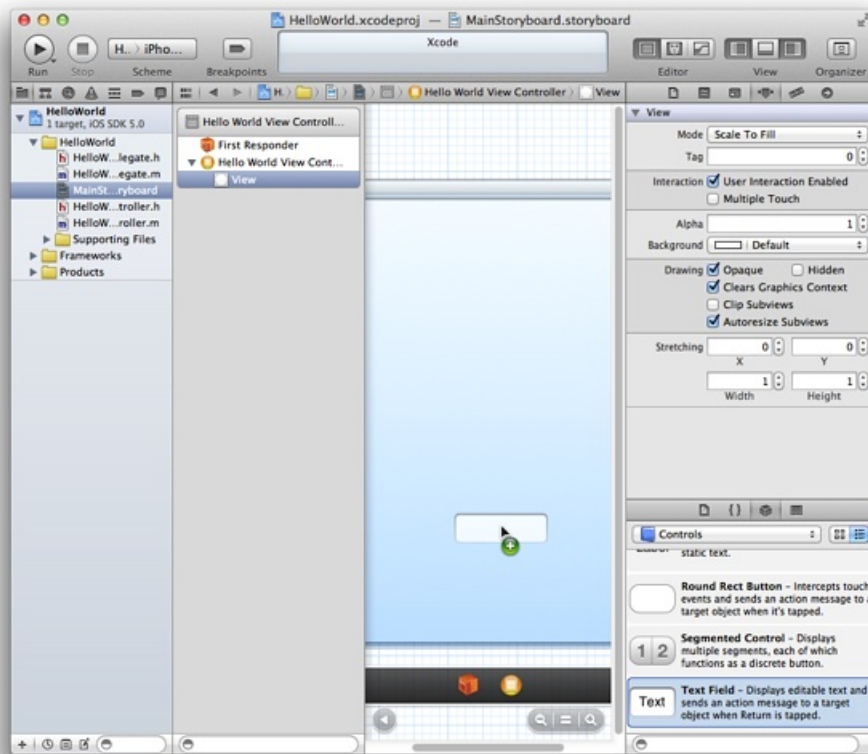 HelloWorld.xcodeproj — MainStoryboard.storyboard
H.. › iPho...
Xcode
Run Stop Scheme Breakpoints Editor View Organizer
H. Hello World View Controller View
HelloWorld
1 target, iOS SDK 5.0
HelloWorld
HelloW...legate.h
HelloW...egate.m
MainSt...ryboard
HelloW...troller.h
HelloW...roller.m
Supporting Files
Frameworks
Products
Hello World View Controll...
First Responder
Hello World View Cont...
View
View
Mode Scale To Fill
Tag 0
Interaction User Interaction Enabled
Multiple Touch
Alpha 1
Background Default
Drawing Opaque Hidden
Clears Graphics Context
Clip Subviews
Autoresize Subviews
Stretching 0 0
X Y
1 1
Width Height
{}
Controls
static text.
Round Rect Button – Intercepts touch
events and sends an action message to a
target object when it's tapped.
1 2
Segmented Control – Displays
multiple segments, each of which
functions as a discrete button.
Text
Text Field – Displays editable text and
sends an action message to a target
object when Return is tapped.